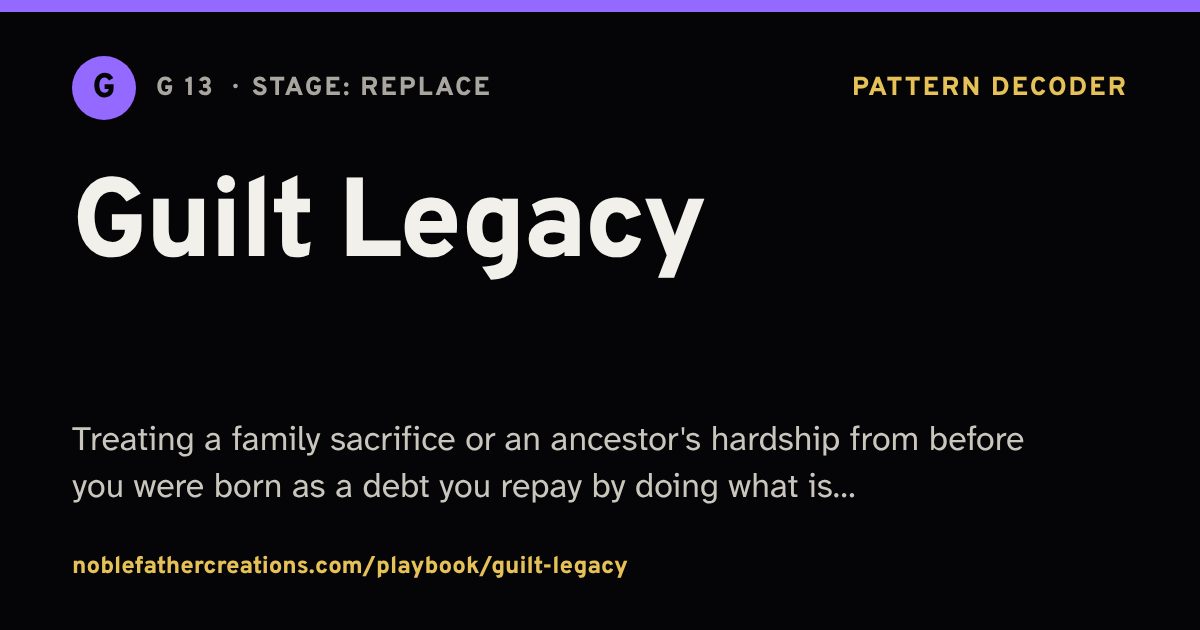 G
G 13 · STAGE: REPLACE
PATTERN DECODER
Guilt Legacy
Treating a family sacrifice or an ancestor's hardship from before
you were born as a debt you repay by doing what is...
noblefathercreations.com/playbook/guilt-legacy